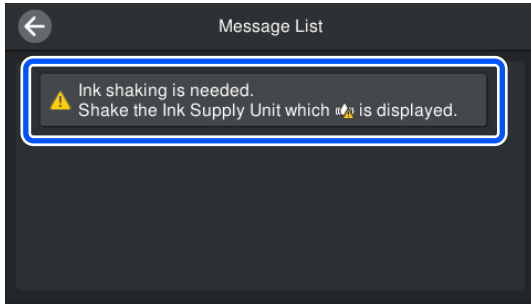 Message List
Ink shaking is needed.
Shake the Ink Supply Unit which is displayed.